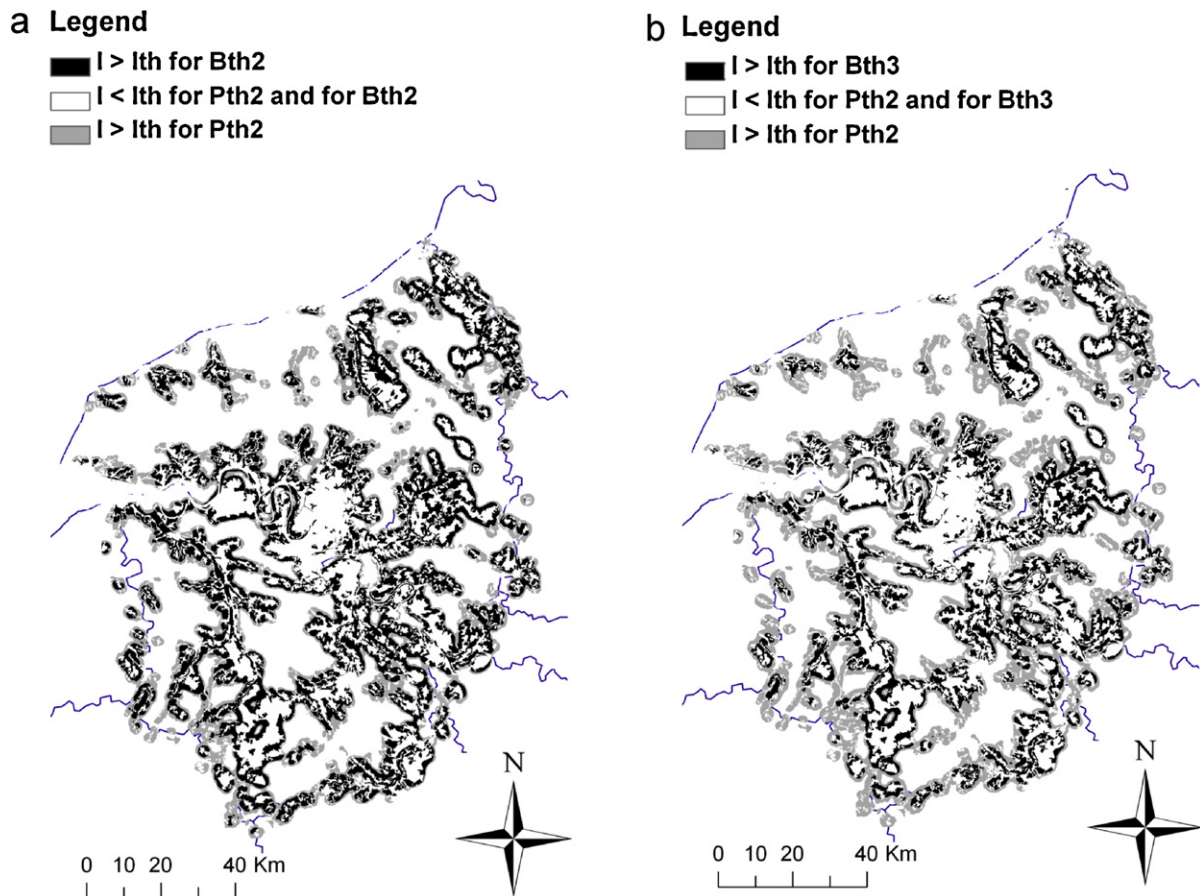 a Legend
I > Ith for Bth2
I < Ith for Pth2 and for Bth2
I > Ith for Pth2
N
0 10 20 40 Km
b Legend
I > Ith for Bth3
I < Ith for Pth2 and for Bth3
I > Ith for Pth2
N
0 10 20 40 Km